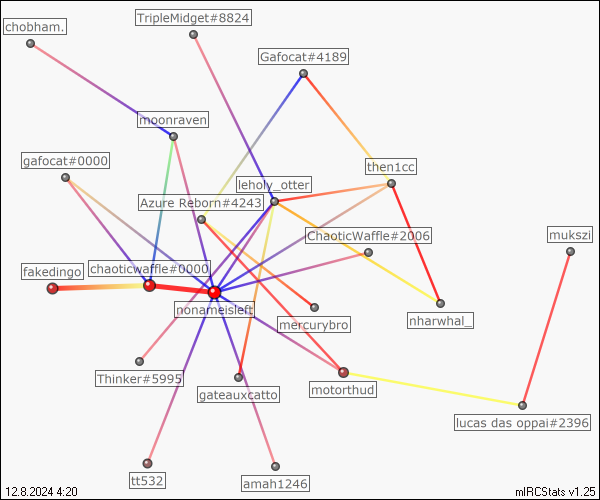 TripleMidget#8824
chobham.
Gafocat#4189
moonraven
gafocat#0000
then1cc
leholy_otter
Azure Reborn#4243
ChaoticWaffle#2006
mukszi
fakedingo
chaoticwaffle#0000
nonameisleft
mercurybro
nharwhal_
Thinker#5995
gateauxcatto
motorthud
lucas das oppai#2396
tt532
amah1246
12.8.2024 4:20
mIRCStats v1.25